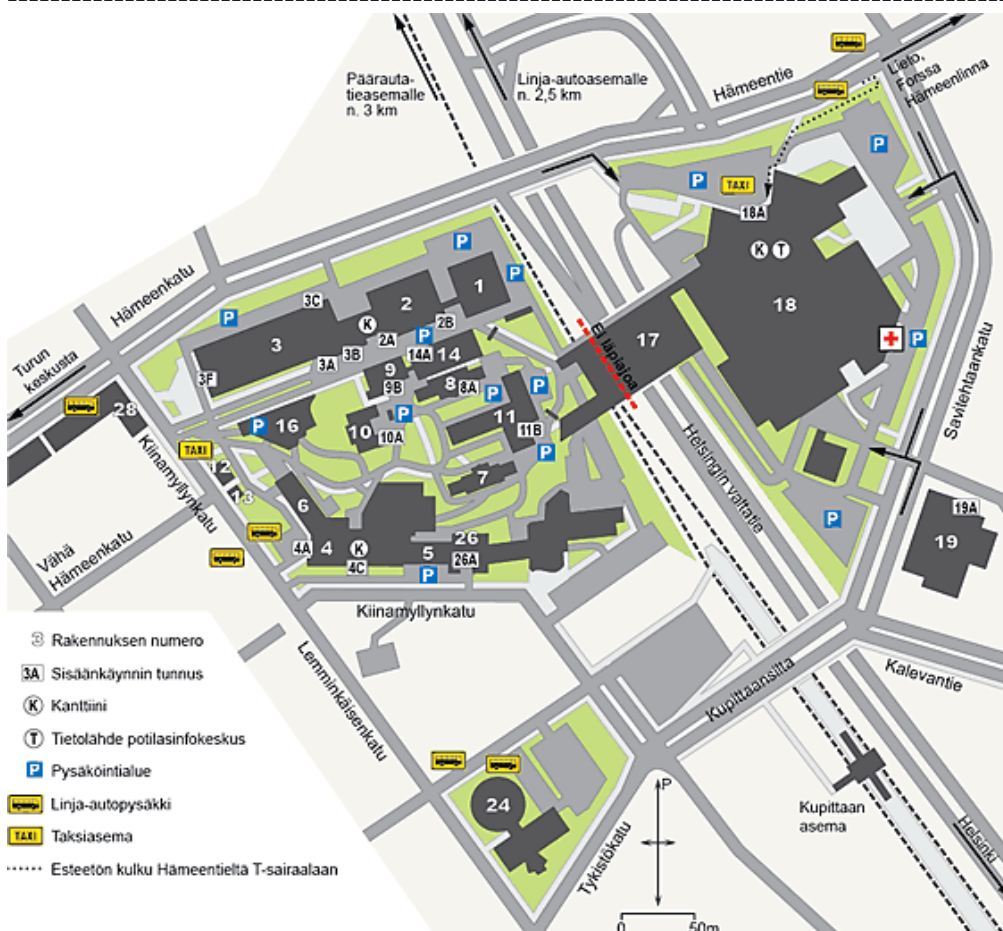 Päärauta-
tieasemalle
n. 3 km
Linja-autoasemalle
n. 2,5 km
Hämeentie
Lieto,
Forssa
Hämeenlinna
P
TAXI
P
18A
K T
18
P
Savitehtaankatu
P
19A
19
17
Ei läpiajoa
Helsingin valtatie
Hämeenkatu
Turun
keskusta
P
P
P
1
2
3C
K
2A
2B
P
3
3B
3A
3F
14A
14
9
9B
8
8A
P
P
11
11B
P
10
10A
P
16
P
28
TAXI
12
13
7
6
4A
4
K
4C
5
26
26A
P
Kiinamyllynkatu
Vähä
Hämeenkatu
Kiinamyllynkatu
Lemminkäisenkatu
Kupittaansilta
Kalevantie
Kupittaan
asema
Helsinki
24
Tykistökatu
P
0 50m
3 Rakennuksen numero
3A Sisäänkäynnin tunnus
K Kanttiini
T Tietolähde potilasinfokeskus
P Pysäköintialue
Linja-autopysäkki
TAXI Taksiasema
Esteetön kulku Hämeentieltä T-sairaalaan